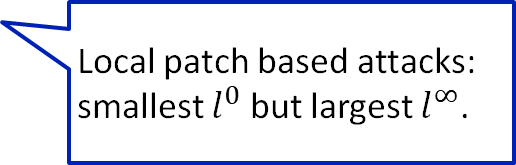 Local patch based attacks:
smallest l⁰ but largest l^∞.